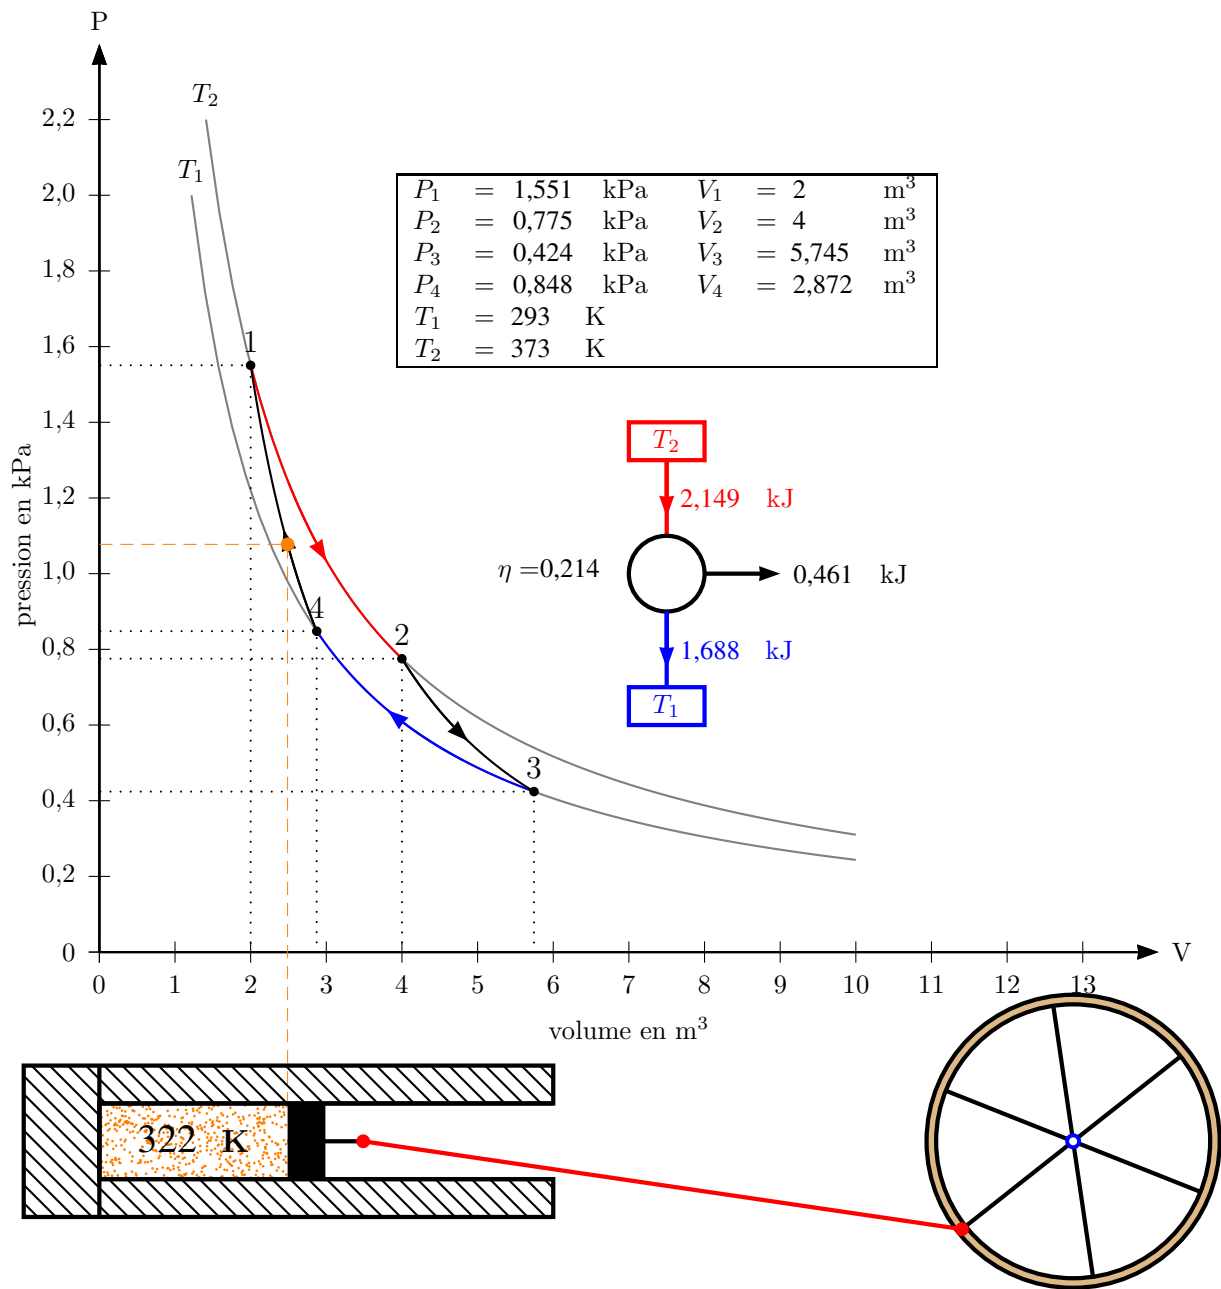 P
T₂
T₁
2,2
2,0
1,8
1,6
1,4
1,2
1,0
0,8
0,6
0,4
0,2
0
pression en kPa
P₁ = 1,551 kPa V₁ = 2 m³
P₂ = 0,775 kPa V₂ = 4 m³
P₃ = 0,424 kPa V₃ = 5,745 m³
P₄ = 0,848 kPa V₄ = 2,872 m³
T₁ = 293 K
T₂ = 373 K
1
2
3
4
T₂
2,149 kJ
η =0,214
0,461 kJ
1,688 kJ
T₁
V
0 1 2 3 4 5 6 7 8 9 10 11 12 13
volume en m³
322 K